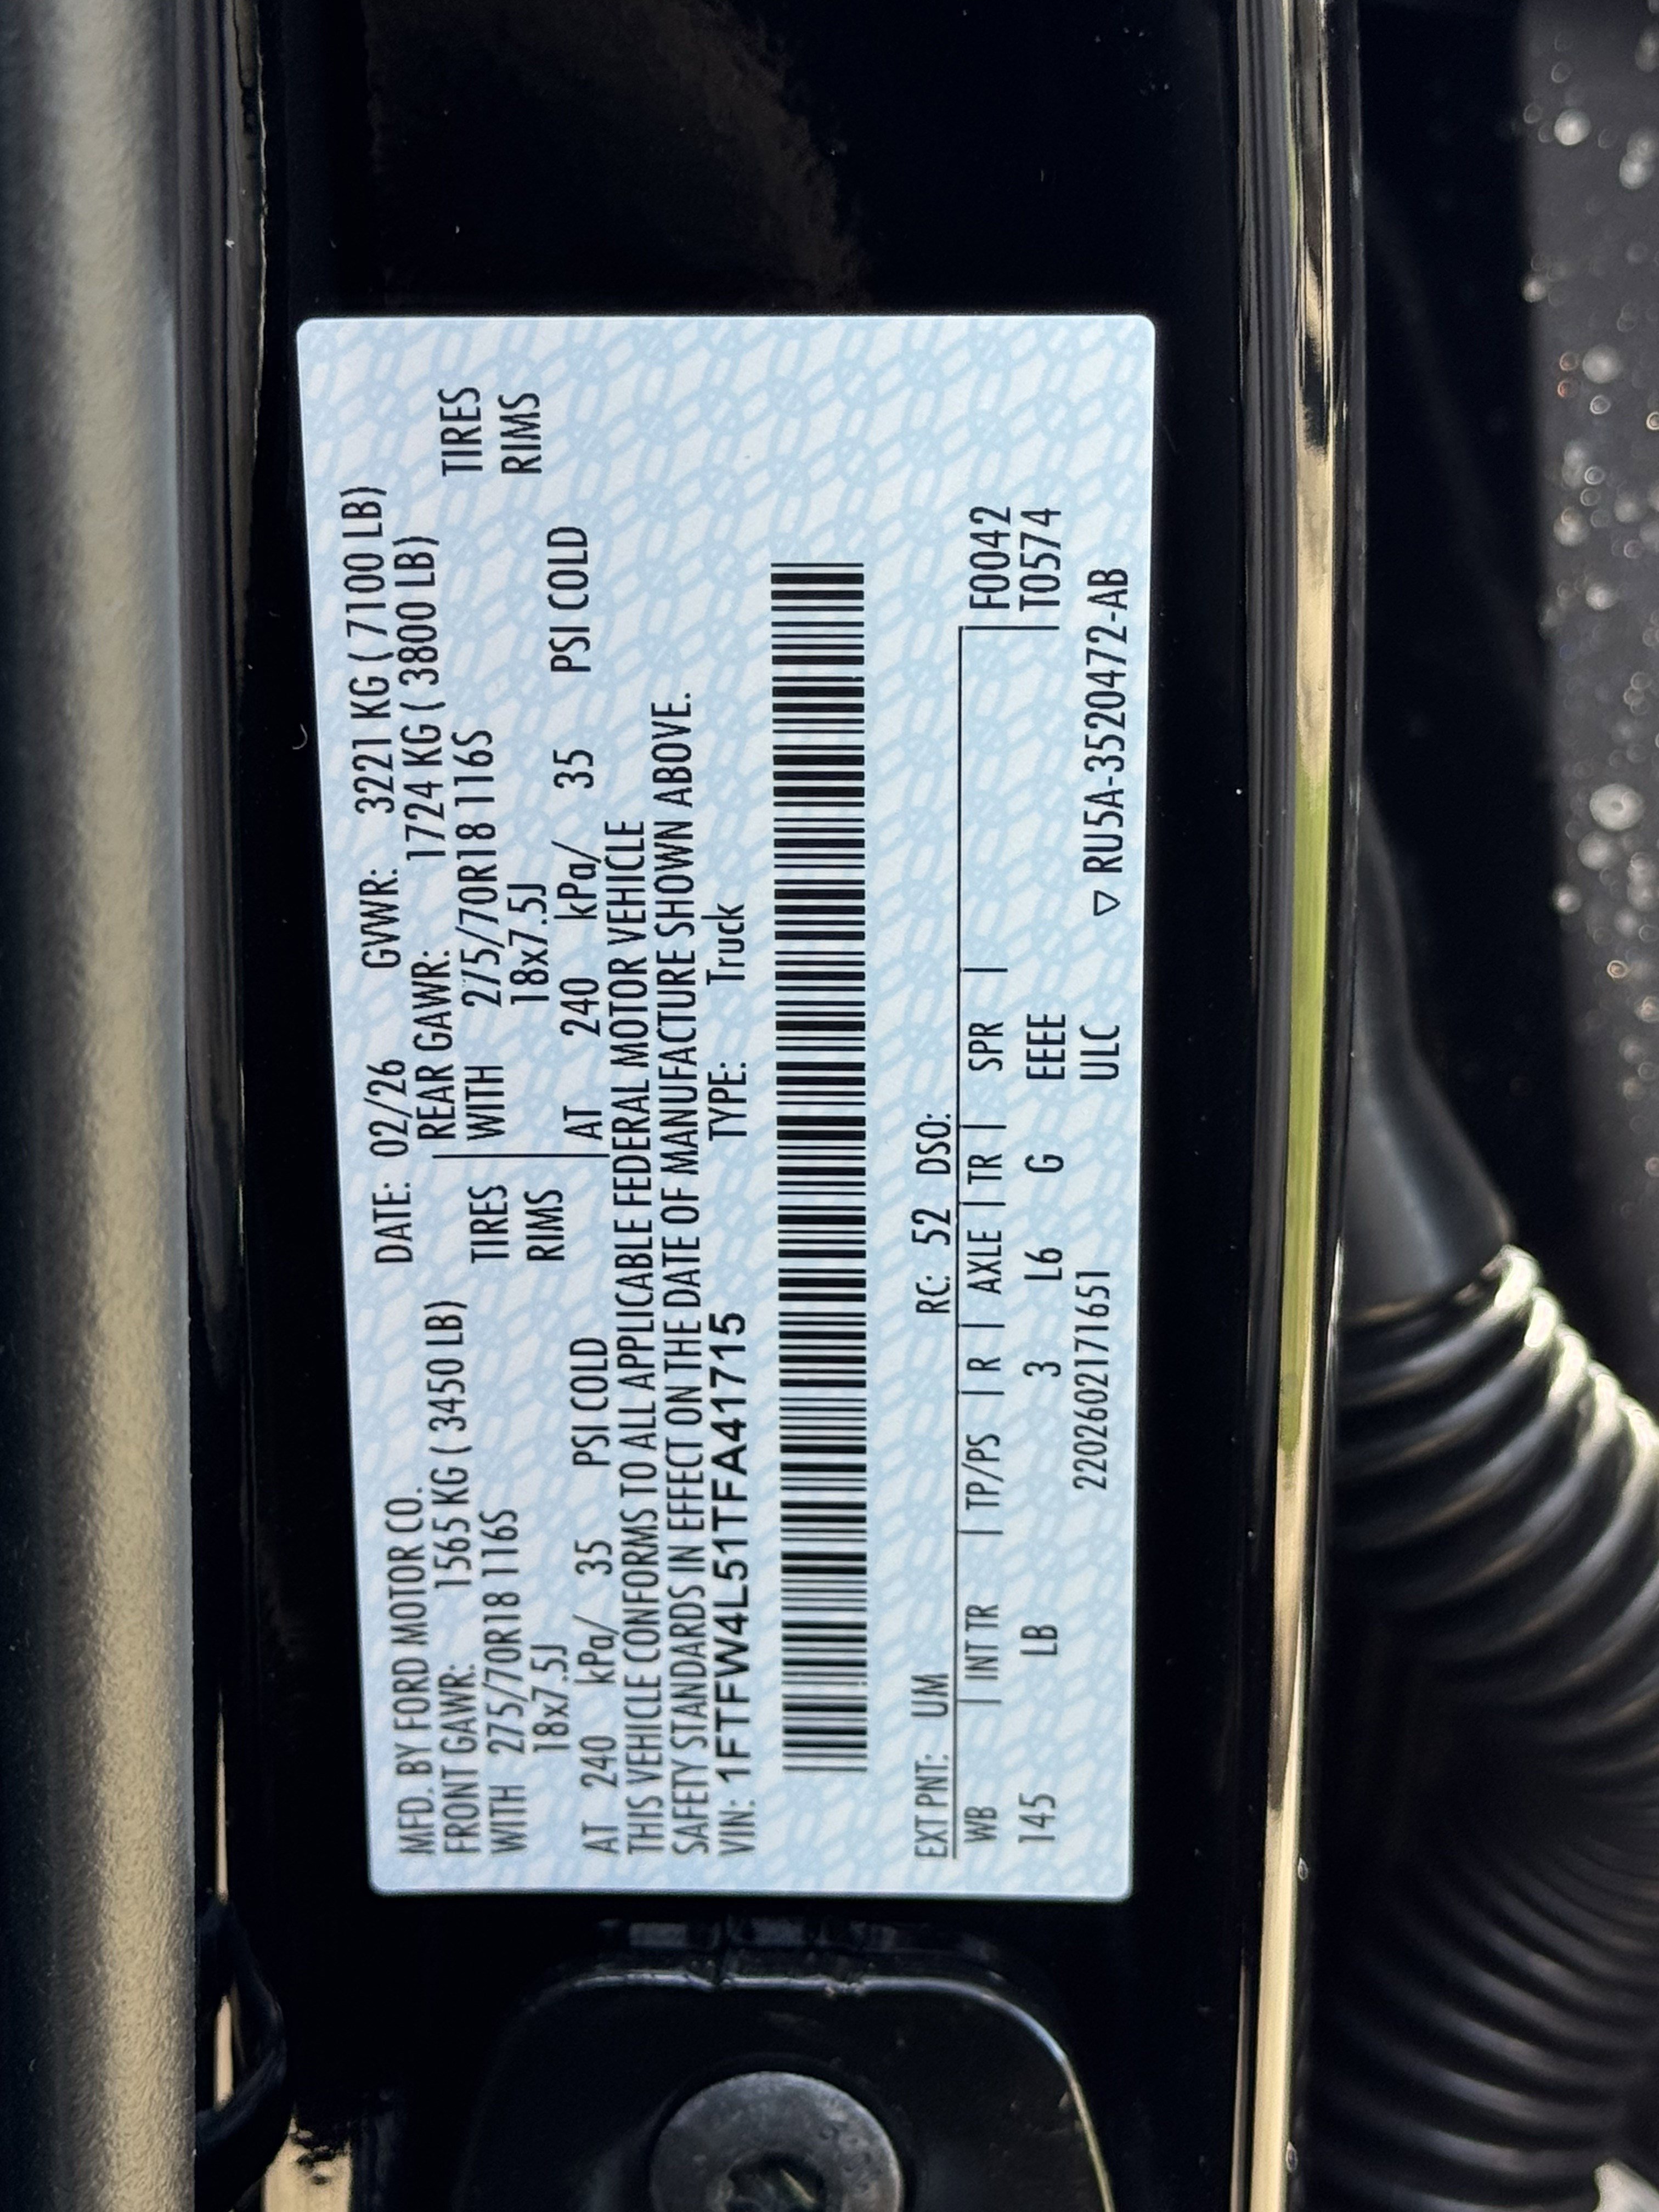 MFD. BY FORD MOTOR CO. DATE: 02/26 GVWR: 3221 KG ( 7100 LB)
FRONT GAWR: 1565 KG ( 3450 LB) REAR GAWR: 1724 KG ( 3800 LB)
WITH 275/70R18 116S TIRES WITH 275/70R18 116S TIRES
18x7.5J RIMS 18x7.5J RIMS
AT 240 kPa/ 35 PSI COLD AT 240 kPa/ 35 PSI COLD
THIS VEHICLE CONFORMS TO ALL APPLICABLE FEDERAL MOTOR VEHICLE
SAFETY STANDARDS IN EFFECT ON THE DATE OF MANUFACTURE SHOWN ABOVE.
VIN: 1FTFW4L51TFA41715 TYPE: Truck
EXT PNT: UM RC: 52 DSO:
WB | INT TR | TP/PS | R | AXLE | TR | SPR | F0042
145 LB 3 L6 G EEEE T0574
2202602171651 ULC ▽ RU5A-3520472-AB